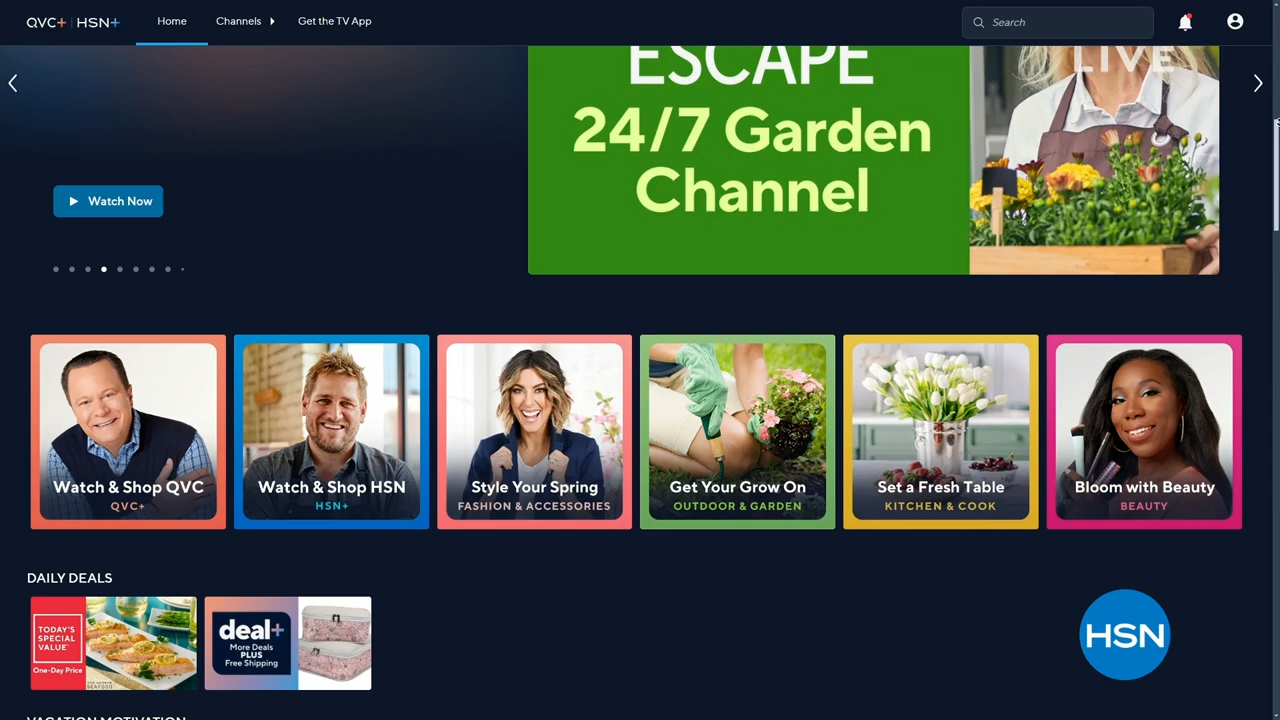 QVC+ | HSN+
Home
Channels
Get the TV App
Search
ESCAPE
24/7 Garden
Channel
LIVE
Watch Now
Watch & Shop QVC
QVC+
Watch & Shop HSN
HSN+
Style Your Spring
FASHION & ACCESSORIES
Get Your Grow On
OUTDOOR & GARDEN
Set a Fresh Table
KITCHEN & COOK
Bloom with Beauty
BEAUTY
DAILY DEALS
TODAY'S
SPECIAL
VALUE
One-Day Price
deal+
More Deals
PLUS
Free Shipping
HSN
VACATION MOTIVATION